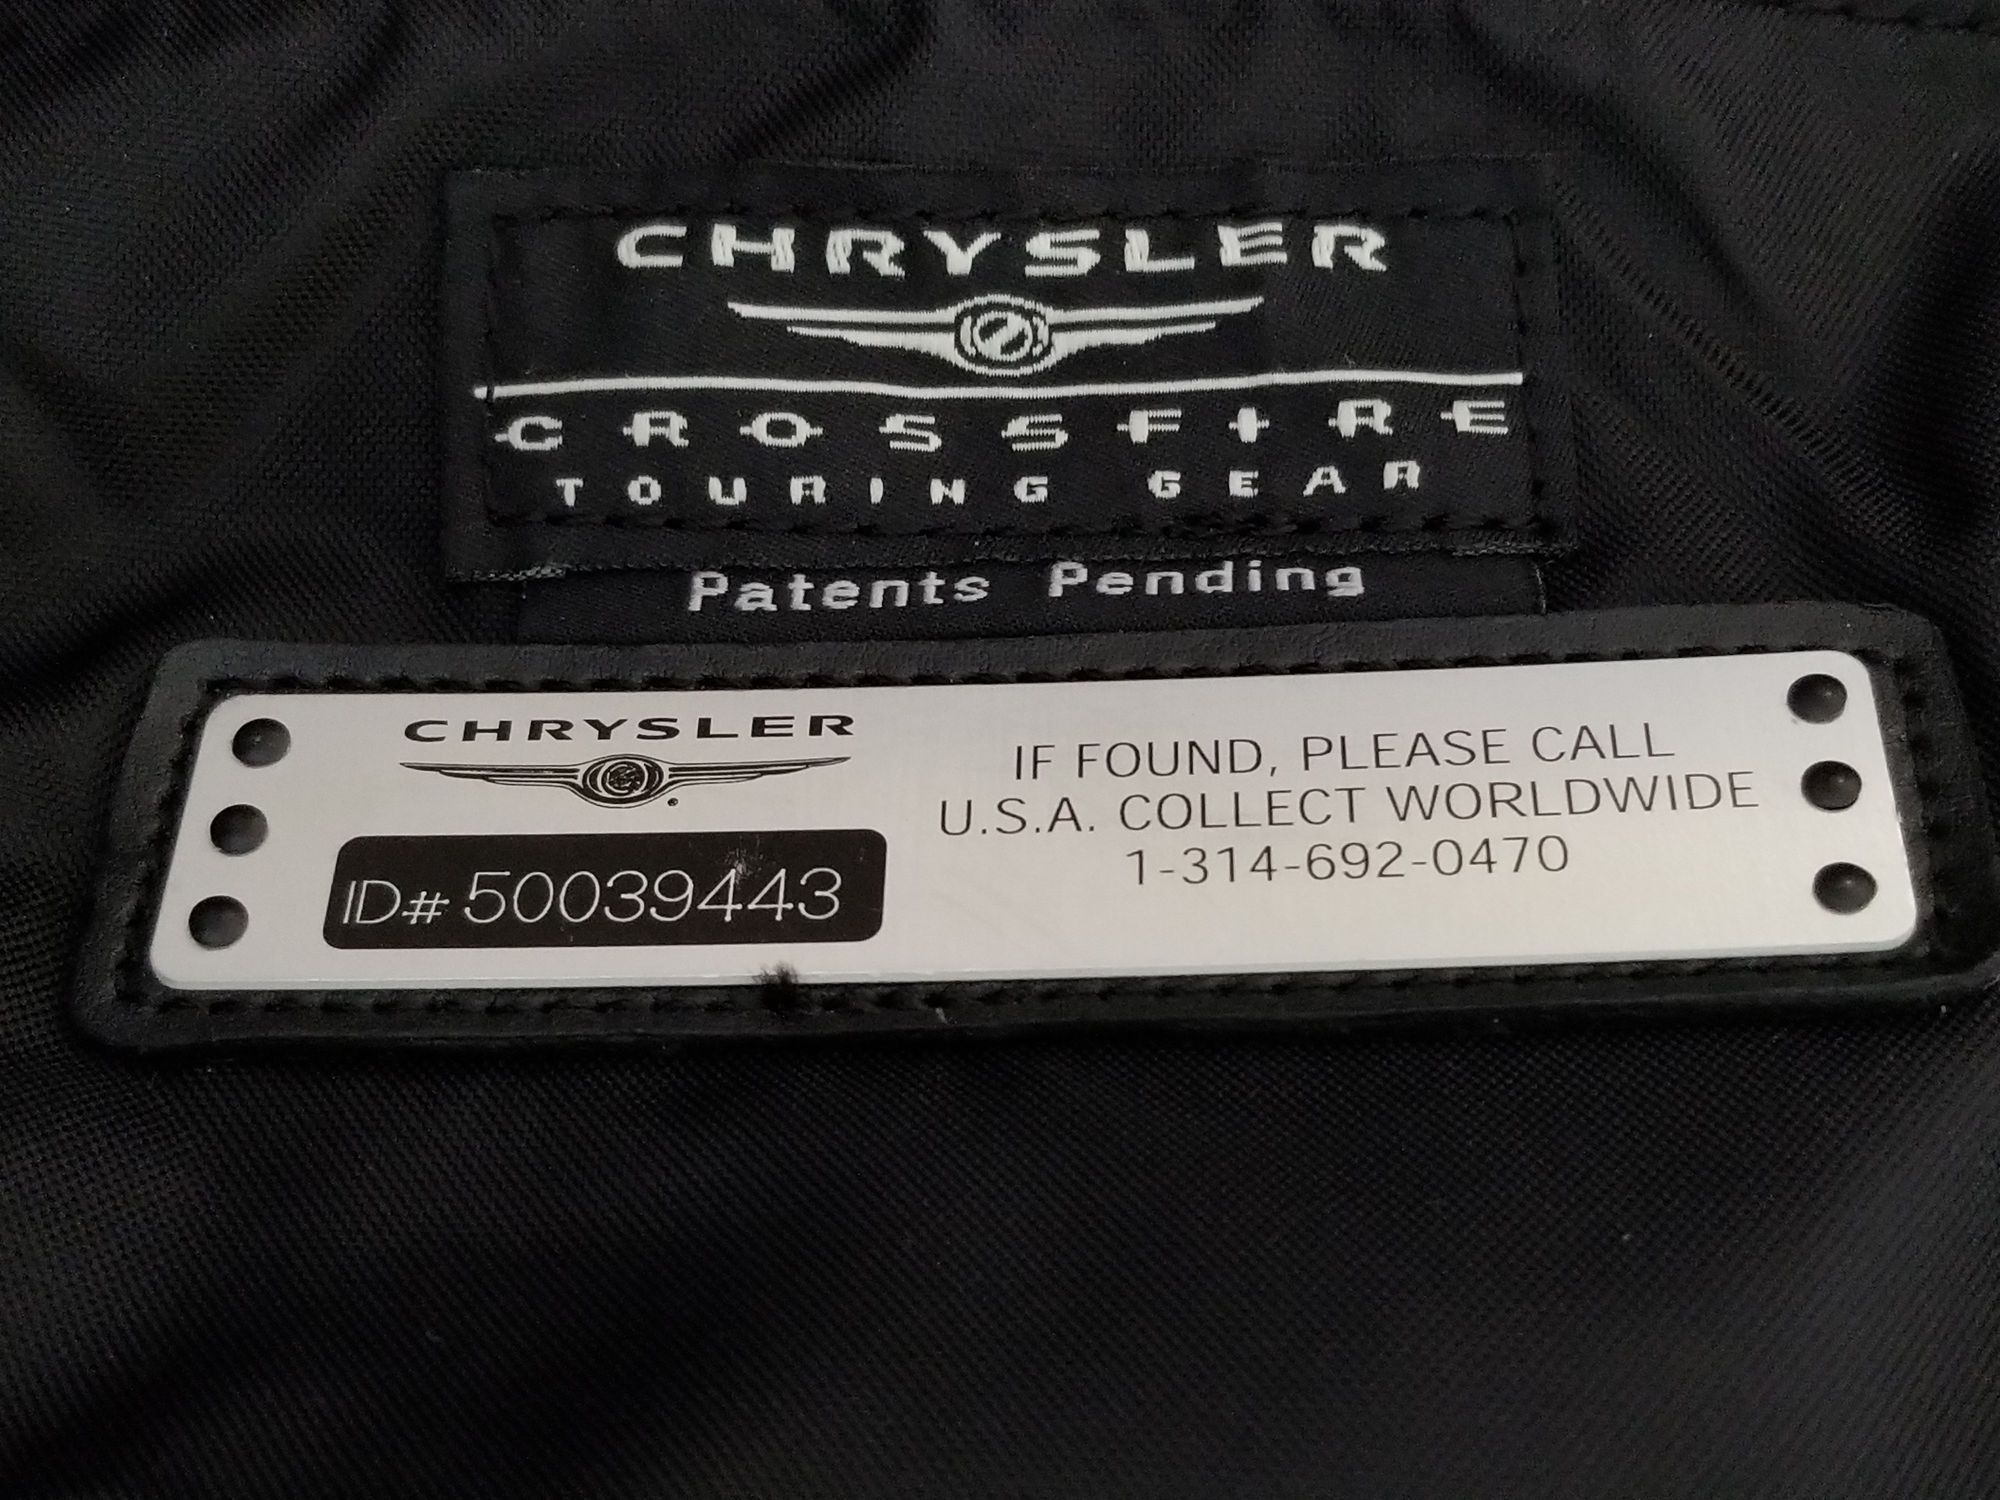 CHRYSLER
CROSSFIRE
TOURING GEAR
Patents Pending
CHRYSLER
®
ID# 50039443
IF FOUND, PLEASE CALL
U.S.A. COLLECT WORLDWIDE
1-314-692-0470